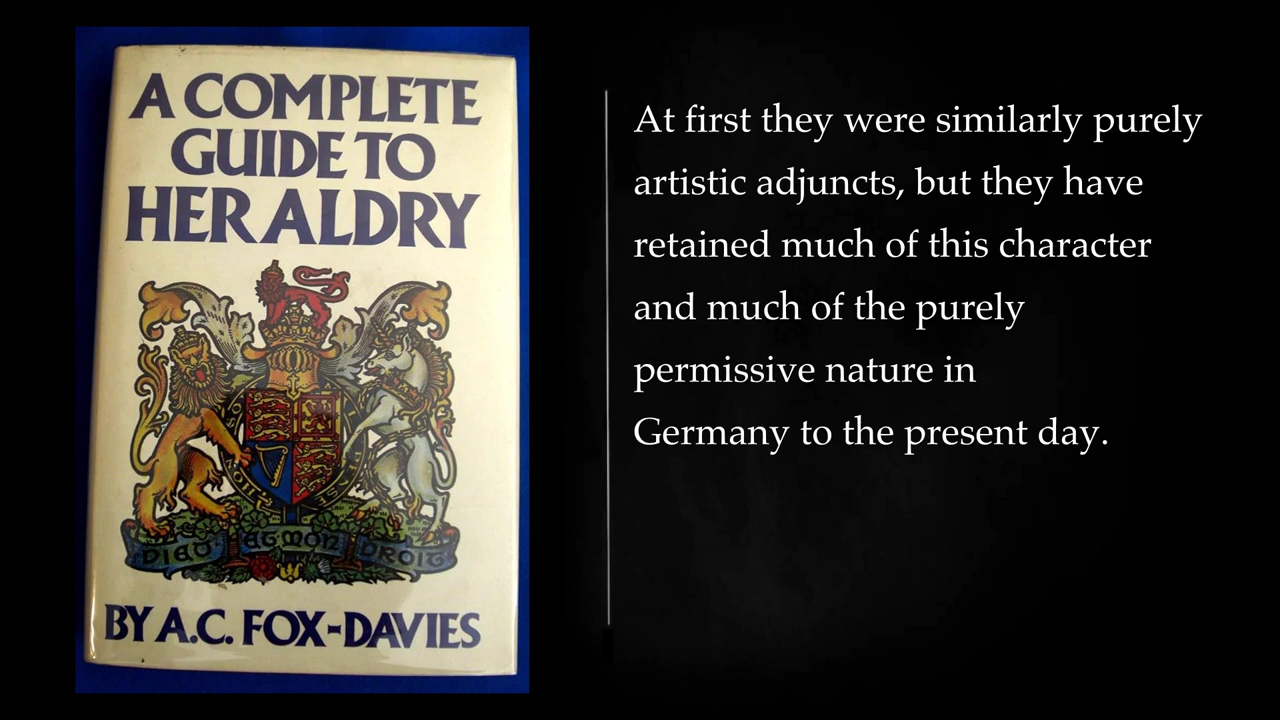 A COMPLETE
GUIDE TO
HERALDRY
DIEU ET MON DROIT
BY A.C. FOX-DAVIES
At first they were similarly purely
artistic adjuncts, but they have
retained much of this character
and much of the purely
permissive nature in
Germany to the present day.